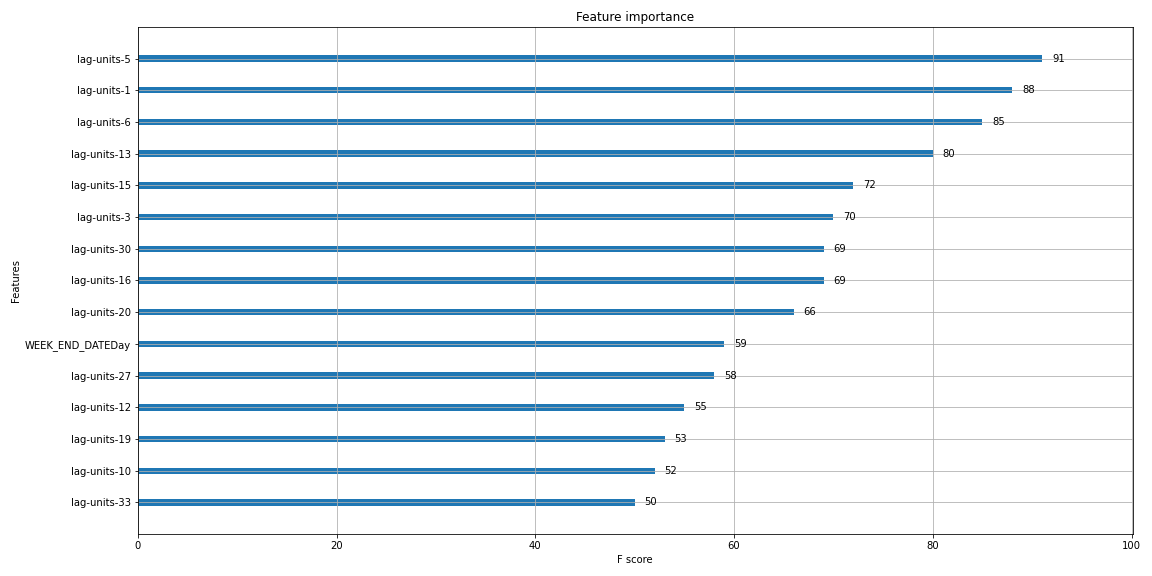 Feature importance
lag-units-5 91
lag-units-1 88
lag-units-6 85
lag-units-13 80
lag-units-15 72
lag-units-3 70
lag-units-30 69
lag-units-16 69
lag-units-20 66
WEEK_END_DATEDay 59
lag-units-27 58
lag-units-12 55
lag-units-19 53
lag-units-10 52
lag-units-33 50
Features
0 20 40 60 80 100
F score